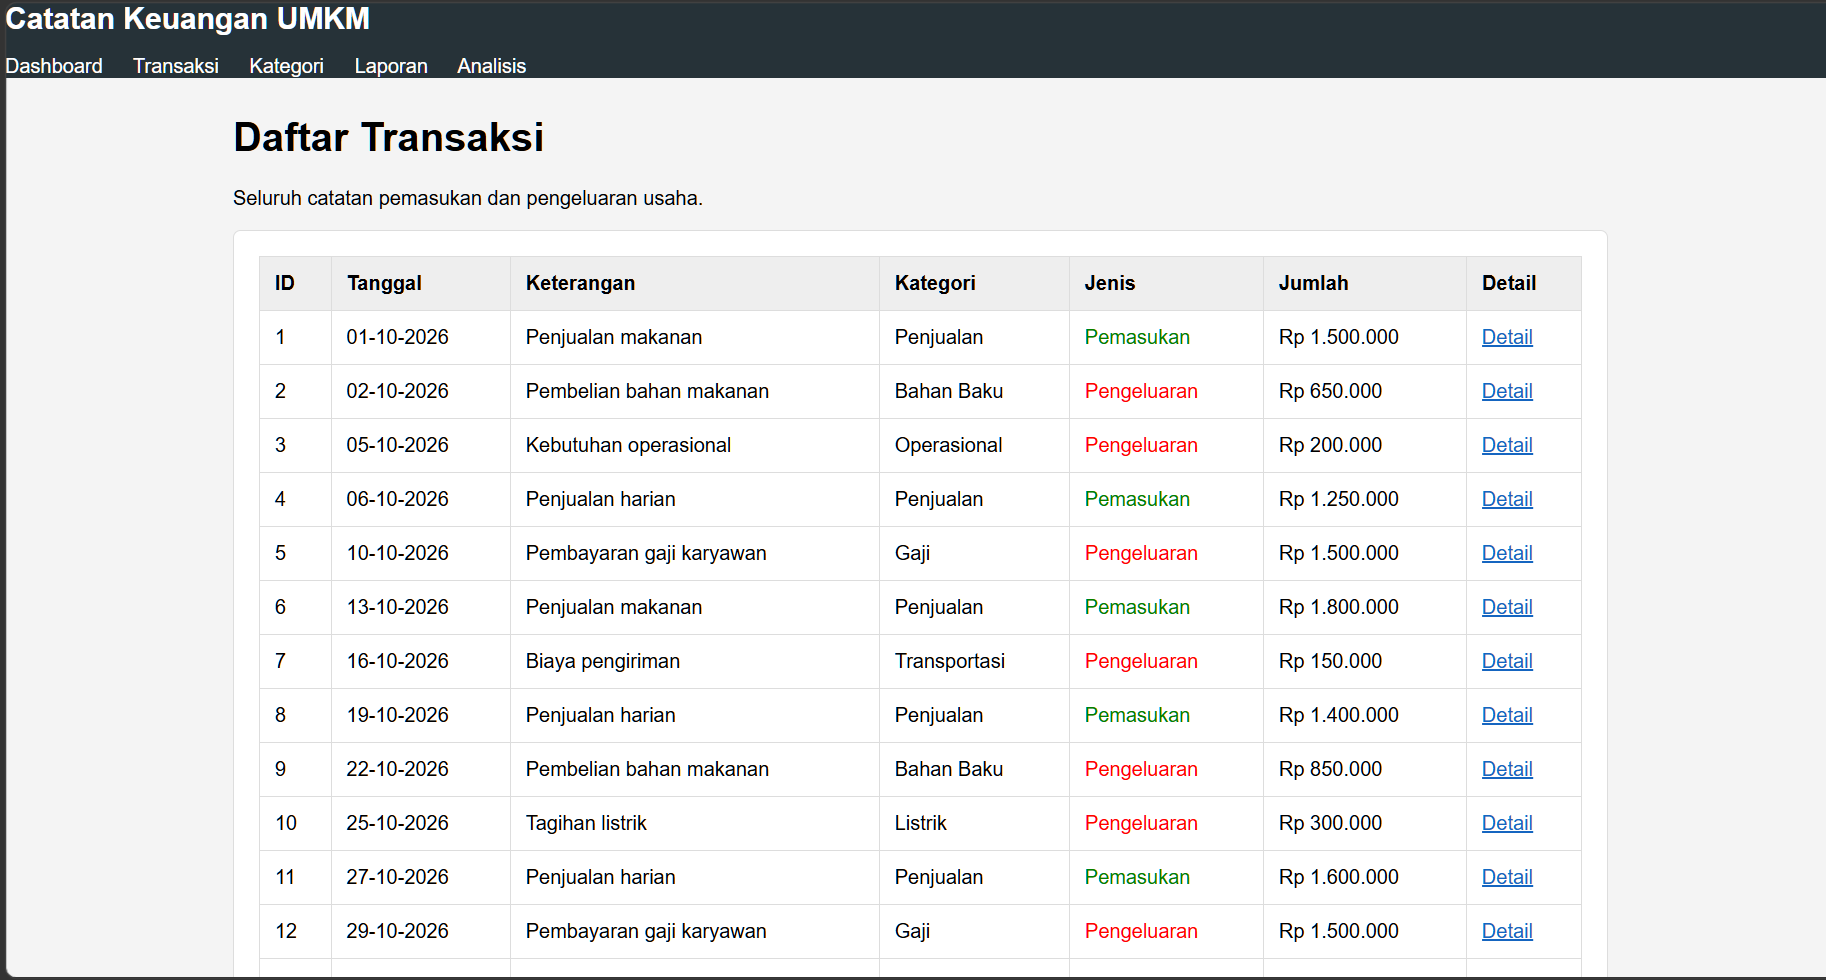 Catatan Keuangan UMKM
Dashboard Transaksi Kategori Laporan Analisis
Daftar Transaksi
Seluruh catatan pemasukan dan pengeluaran usaha.
ID Tanggal Keterangan Kategori Jenis Jumlah Detail
1 01-10-2026 Penjualan makanan Penjualan Pemasukan Rp 1.500.000 Detail
2 02-10-2026 Pembelian bahan makanan Bahan Baku Pengeluaran Rp 650.000 Detail
3 05-10-2026 Kebutuhan operasional Operasional Pengeluaran Rp 200.000 Detail
4 06-10-2026 Penjualan harian Penjualan Pemasukan Rp 1.250.000 Detail
5 10-10-2026 Pembayaran gaji karyawan Gaji Pengeluaran Rp 1.500.000 Detail
6 13-10-2026 Penjualan makanan Penjualan Pemasukan Rp 1.800.000 Detail
7 16-10-2026 Biaya pengiriman Transportasi Pengeluaran Rp 150.000 Detail
8 19-10-2026 Penjualan harian Penjualan Pemasukan Rp 1.400.000 Detail
9 22-10-2026 Pembelian bahan makanan Bahan Baku Pengeluaran Rp 850.000 Detail
10 25-10-2026 Tagihan listrik Listrik Pengeluaran Rp 300.000 Detail
11 27-10-2026 Penjualan harian Penjualan Pemasukan Rp 1.600.000 Detail
12 29-10-2026 Pembayaran gaji karyawan Gaji Pengeluaran Rp 1.500.000 Detail